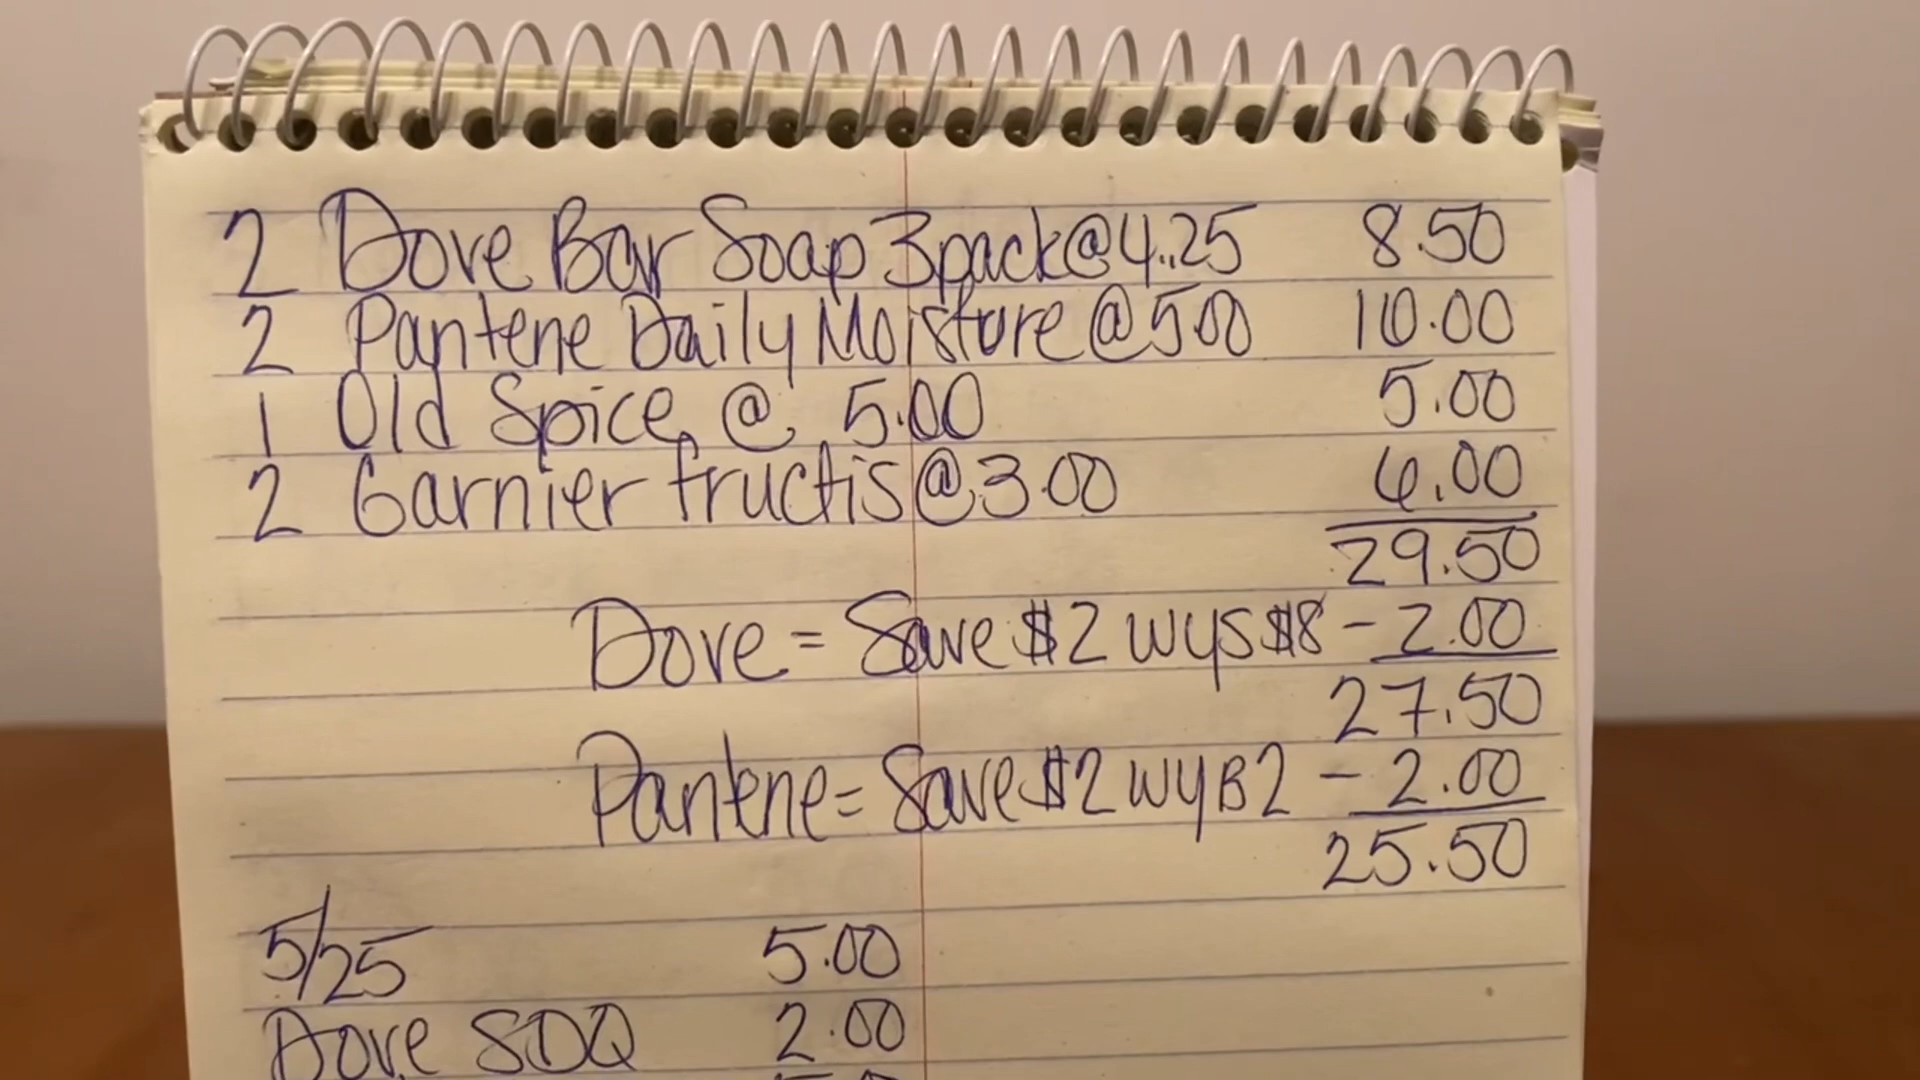 2 Dove Bar Soap 3pack@4.25 8.50
2 Pantene Daily Moisture @5.00 10.00
1 Old Spice @ 5.00 5.00
2 Garnier fructis @3.00 6.00
29.50
Dove = Save $2 wys $8 - 2.00
27.50
Pantene = Save $2 wyB2 - 2.00
25.50
5/25 5.00
Dove SDQ 2.00